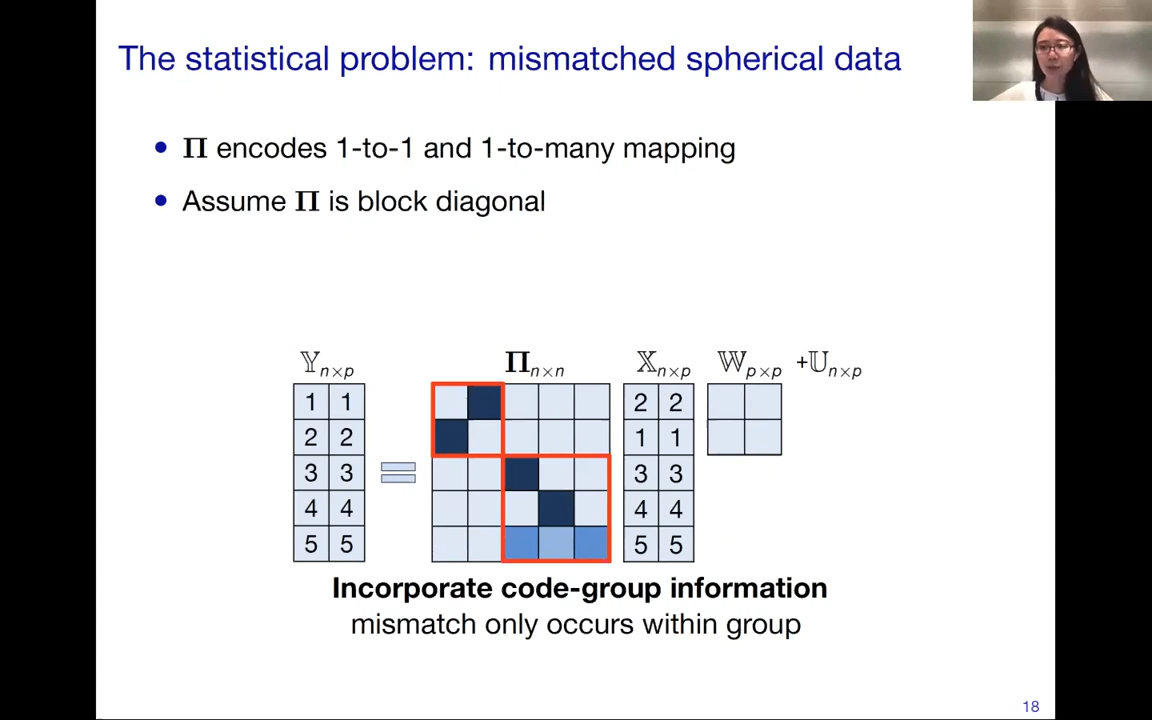 The statistical problem: mismatched spherical data
• Π encodes 1-to-1 and 1-to-many mapping
• Assume Π is block diagonal
𝕐n×p Πn×n 𝕏n×p 𝕎p×p +𝕌n×p
1 1 2 2
2 2 1 1
3 3 = 3 3
4 4 4 4
5 5 5 5
Incorporate code-group information
mismatch only occurs within group
18